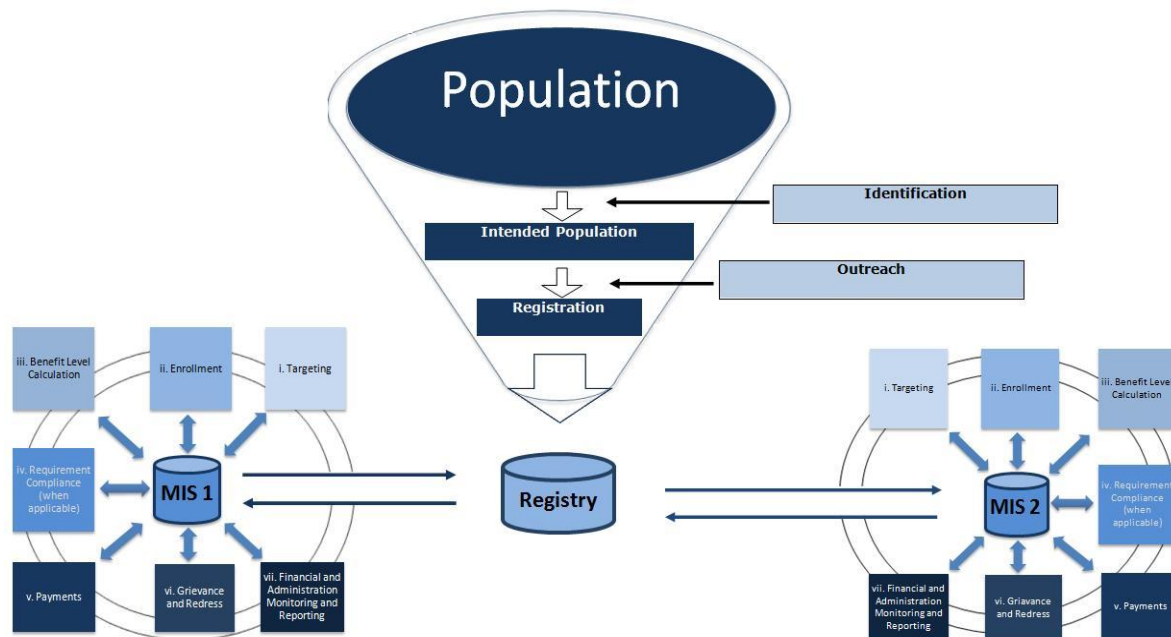 Population
Identification
Intended Population
Outreach
Registration
iii. Benefit Level
Calculation
ii. Enrollment
i. Targeting
iv. Requirement
Compliance
(when
applicable)
MIS 1
v. Payments
vi. Grievance
and Redress
vii. Financial and
Administration
Monitoring and
Reporting
Registry
i. Targeting
ii. Enrollment
iii. Benefit Level
Calculation
MIS 2
iv. Requirement
Compliance
(when
applicable)
vii. Financial and
Administration
Monitoring and
Reporting
vi. Griavance
and Redress
v. Payments